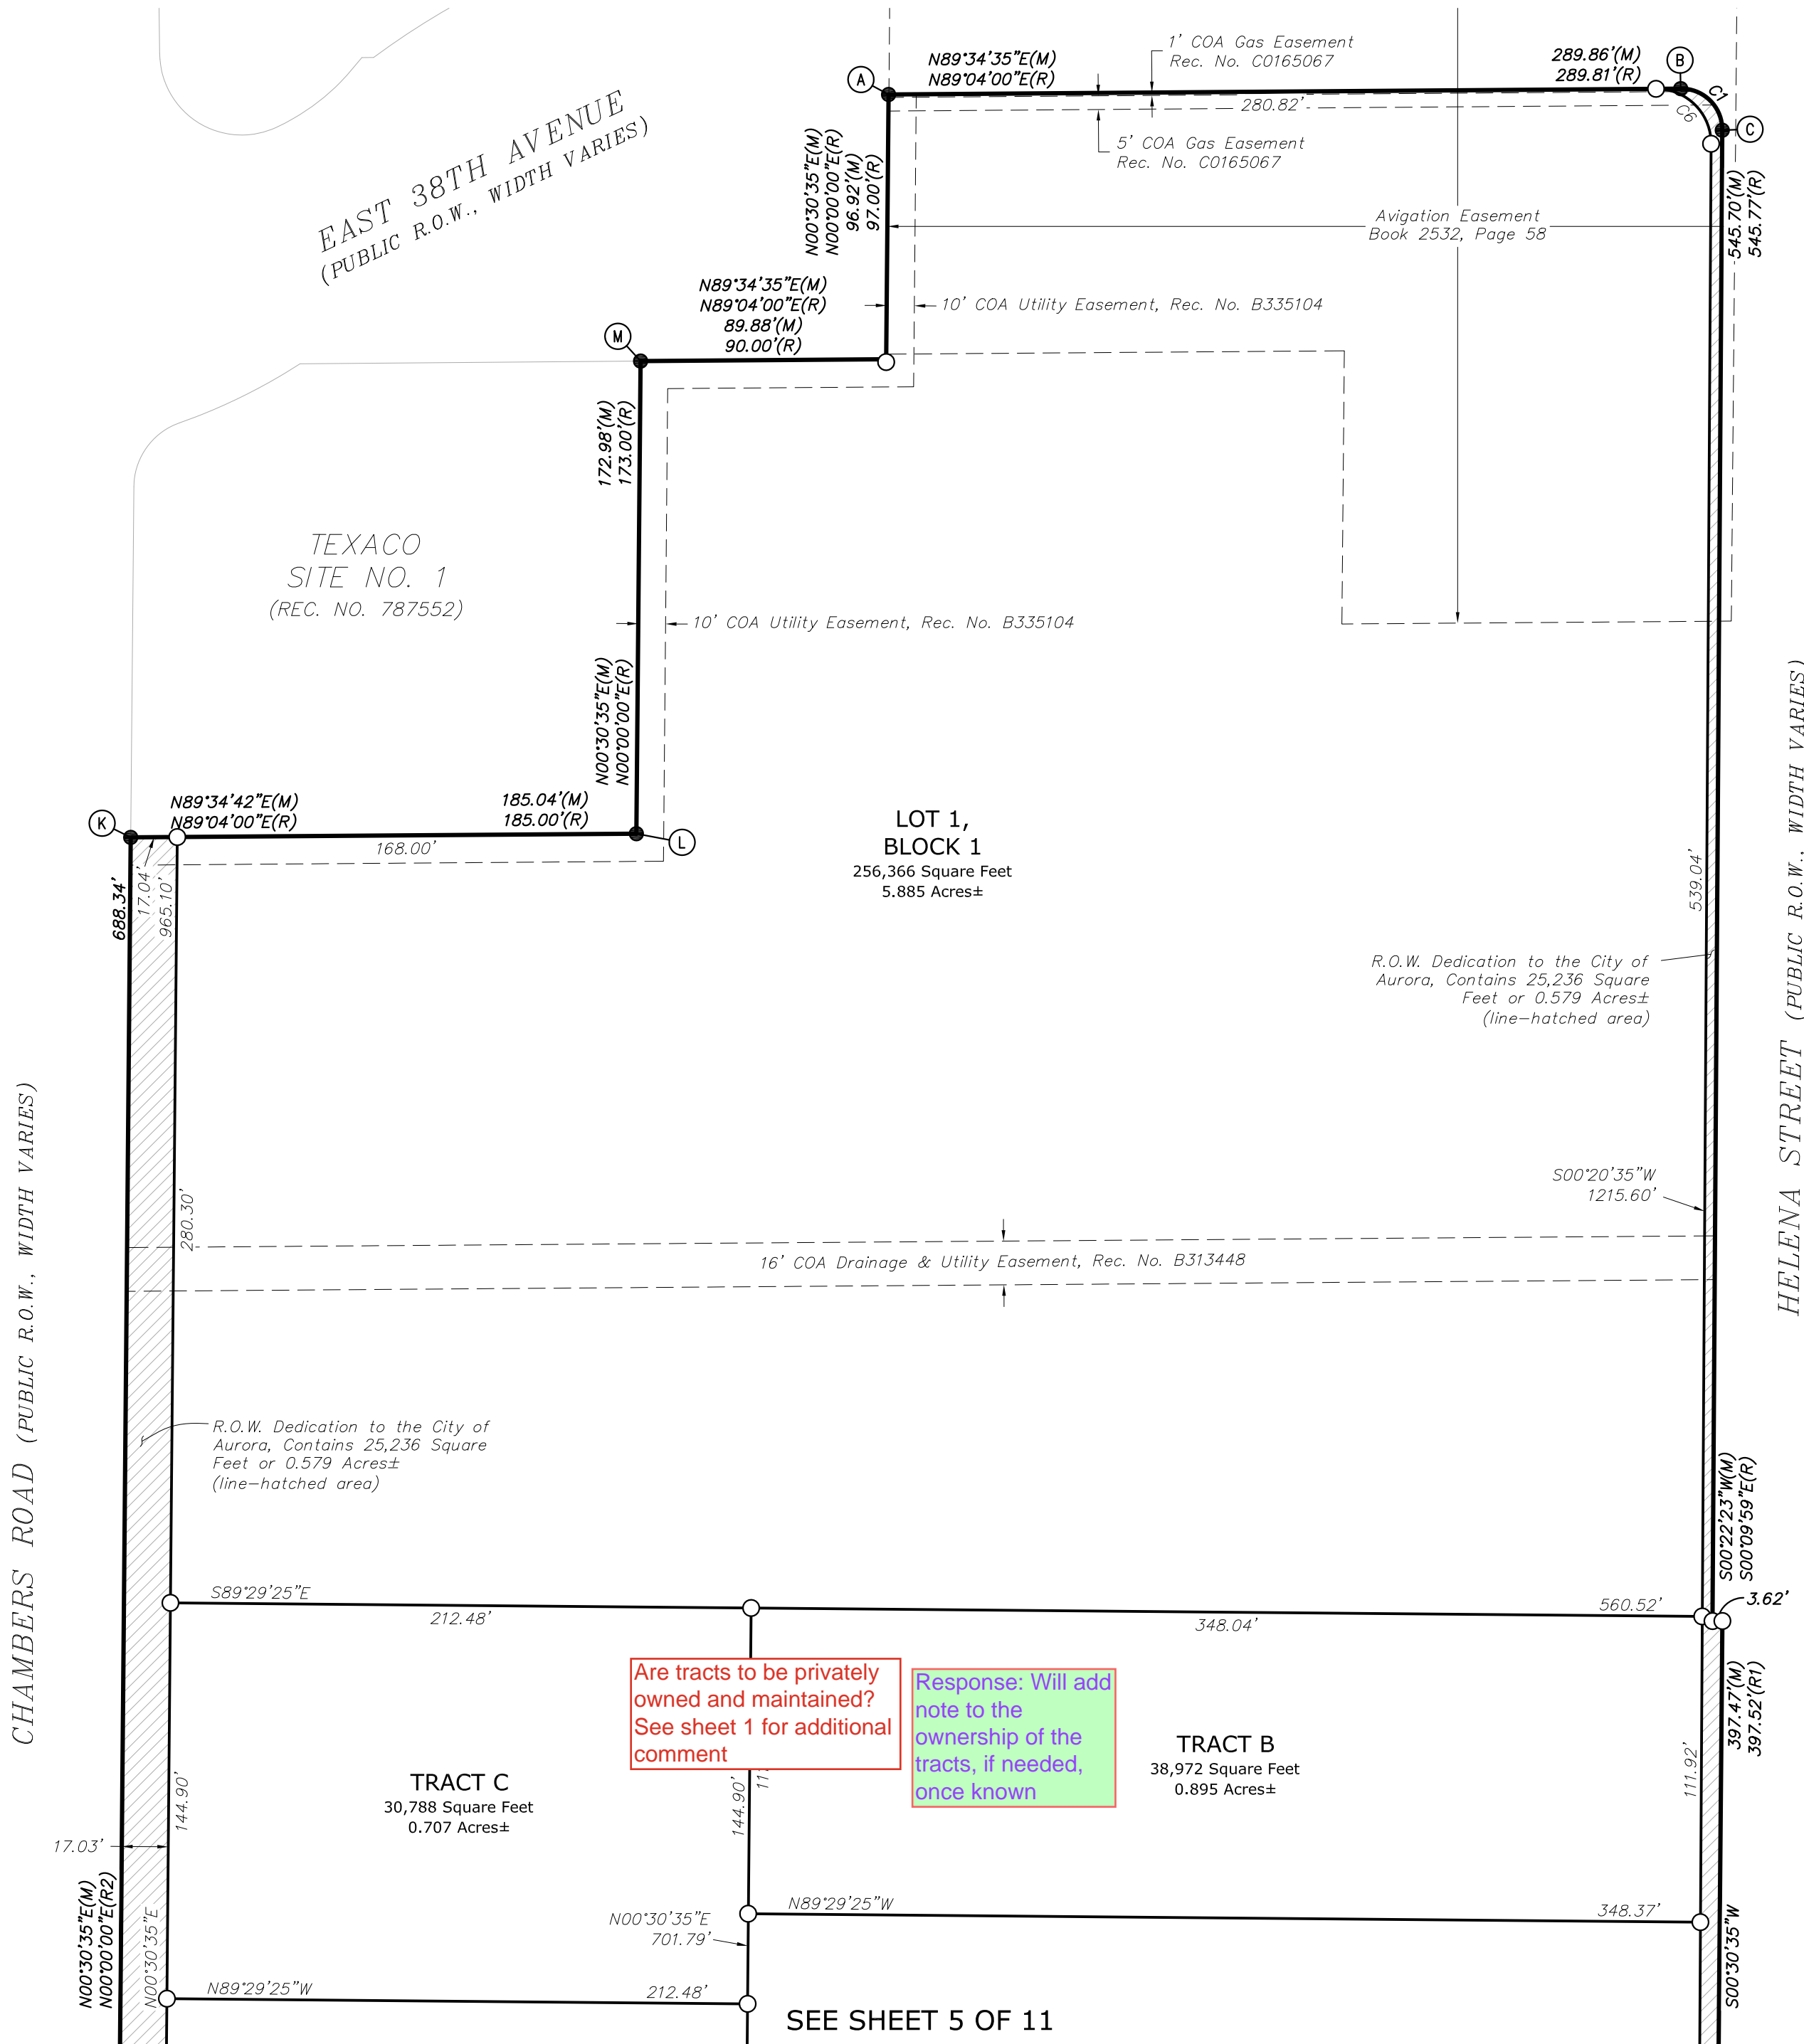 1' COA Gas Easement
Rec. No. C0165067
N89°34'35"E(M)
N89°04'00"E(R)
289.86'(M)
289.81'(R)
A
B
C
C1
C6
280.82'
5' COA Gas Easement
Rec. No. C0165067
EAST 38TH AVENUE
(PUBLIC R.O.W., WIDTH VARIES)
N00°30'35"E(M)
N00°00'00"E(R)
96.92'(M)
97.00'(R)
Avigation Easement
Book 2532, Page 58
545.70'(M)
545.77'(R)
N89°34'35"E(M)
N89°04'00"E(R)
89.88'(M)
90.00'(R)
10' COA Utility Easement, Rec. No. B335104
M
172.98'(M)
173.00'(R)
TEXACO
SITE NO. 1
(REC. NO. 787552)
10' COA Utility Easement, Rec. No. B335104
N00°30'35"E(M)
N00°00'00"E(R)
N89°34'42"E(M)
N89°04'00"E(R)
185.04'(M)
185.00'(R)
K
L
168.00'
688.34'
17.04'
965.10'
LOT 1,
BLOCK 1
256,366 Square Feet
5.885 Acres±
539.04'
R.O.W. Dedication to the City of
Aurora, Contains 25,236 Square
Feet or 0.579 Acres±
(line-hatched area)
HELENA STREET (PUBLIC R.O.W., WIDTH VARIES)
CHAMBERS ROAD (PUBLIC R.O.W., WIDTH VARIES)
S00°20'35"W
1215.60'
280.30'
16' COA Drainage & Utility Easement, Rec. No. B313448
R.O.W. Dedication to the City of
Aurora, Contains 25,236 Square
Feet or 0.579 Acres±
(line-hatched area)
S00°22'23"W(M)
S00°09'59"E(R)
S89°29'25"E
212.48'
348.04'
560.52'
3.62'
Are tracts to be privately
owned and maintained?
See sheet 1 for additional
comment
Response: Will add
note to the
ownership of the
tracts, if needed,
once known
397.47'(M)
397.52'(R1)
TRACT B
38,972 Square Feet
0.895 Acres±
111.92'
TRACT C
30,788 Square Feet
0.707 Acres±
144.90'
144.90'
17.03'
N00°30'35"E(M)
N00°00'00"E(R2)
N00°30'35"E
N00°30'35"E
701.79'
N89°29'25"W
348.37'
S00°30'35"W
N89°29'25"W
212.48'
SEE SHEET 5 OF 11